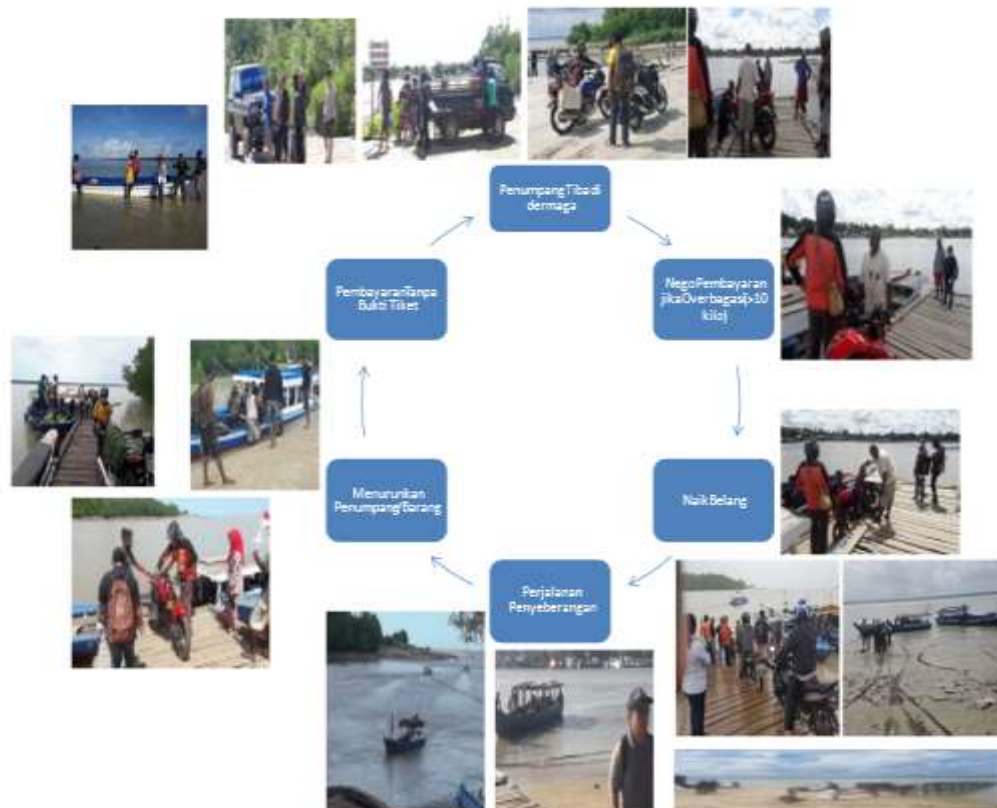 Penumpang Tiba di
dermaga
Nego Pembayaran
jika Overbagasi (>10
kilo)
Naik Belang
Perjalanan
Penyeberangan
Menurunkan
Penumpang/Barang
Pembayaran Tanpa
Bukti Tiket